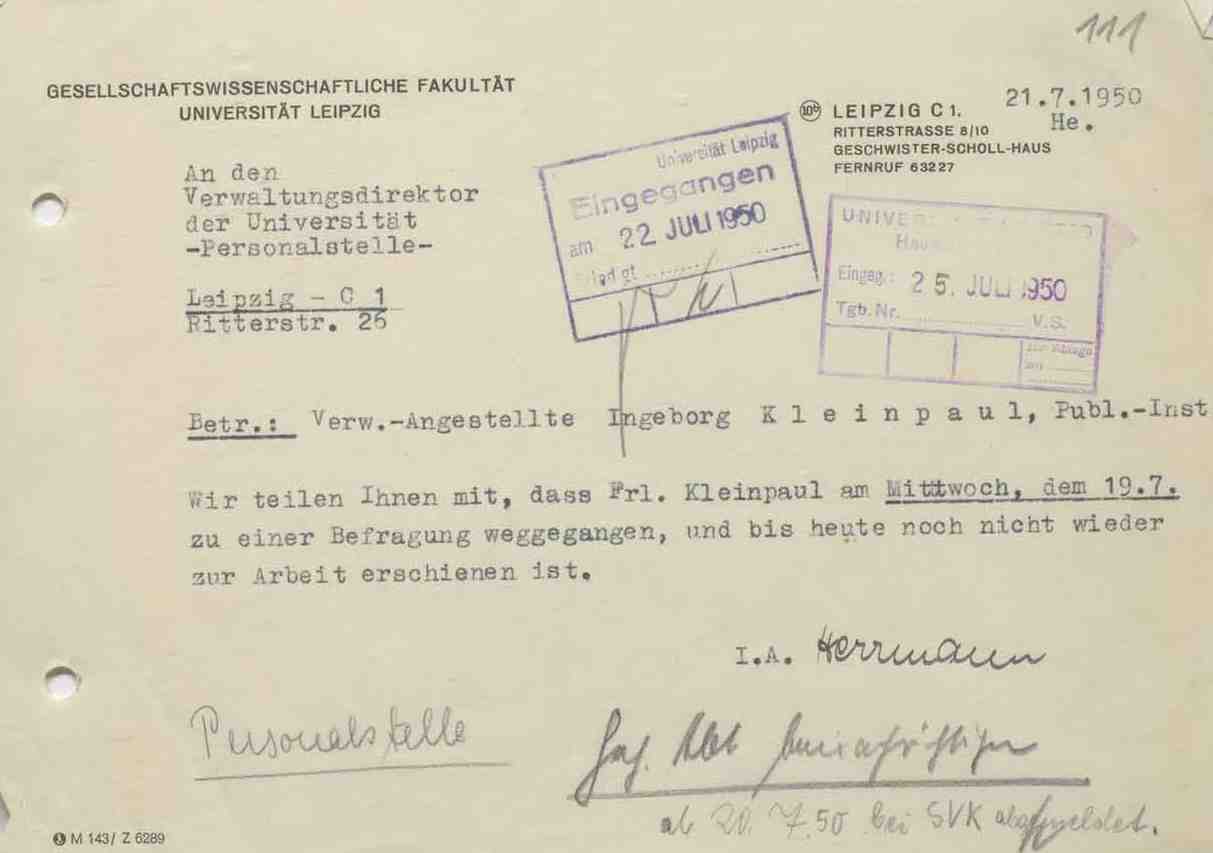 111
GESELLSCHAFTSWISSENSCHAFTLICHE FAKULTÄT
UNIVERSITÄT LEIPZIG
10b LEIPZIG C 1.
RITTERSTRASSE 8/10
GESCHWISTER-SCHOLL-HAUS
FERNRUF 63227
21.7.1950
He.
An den
Verwaltungsdirektor
der Universität
-Personalstelle-
Leipzig - C 1
Ritterstr. 26
Universität Leipzig
Eingegangen
am 22. JULI 1950
Eingeg.: 25. JULI 1950
Tgb. Nr. V.S.
Betr.: Verw.-Angestellte Ingeborg K l e i n p a u l, Publ.-Inst
Wir teilen Ihnen mit, dass Frl. Kleinpaul am Mittwoch, dem 19.7.
zu einer Befragung weggegangen, und bis heute noch nicht wieder
zur Arbeit erschienen ist.
I.A. Herrmann
Personalstelle
ab 20. 7. 50 bei SVK abgemeldet.
M 143/ Z 6289